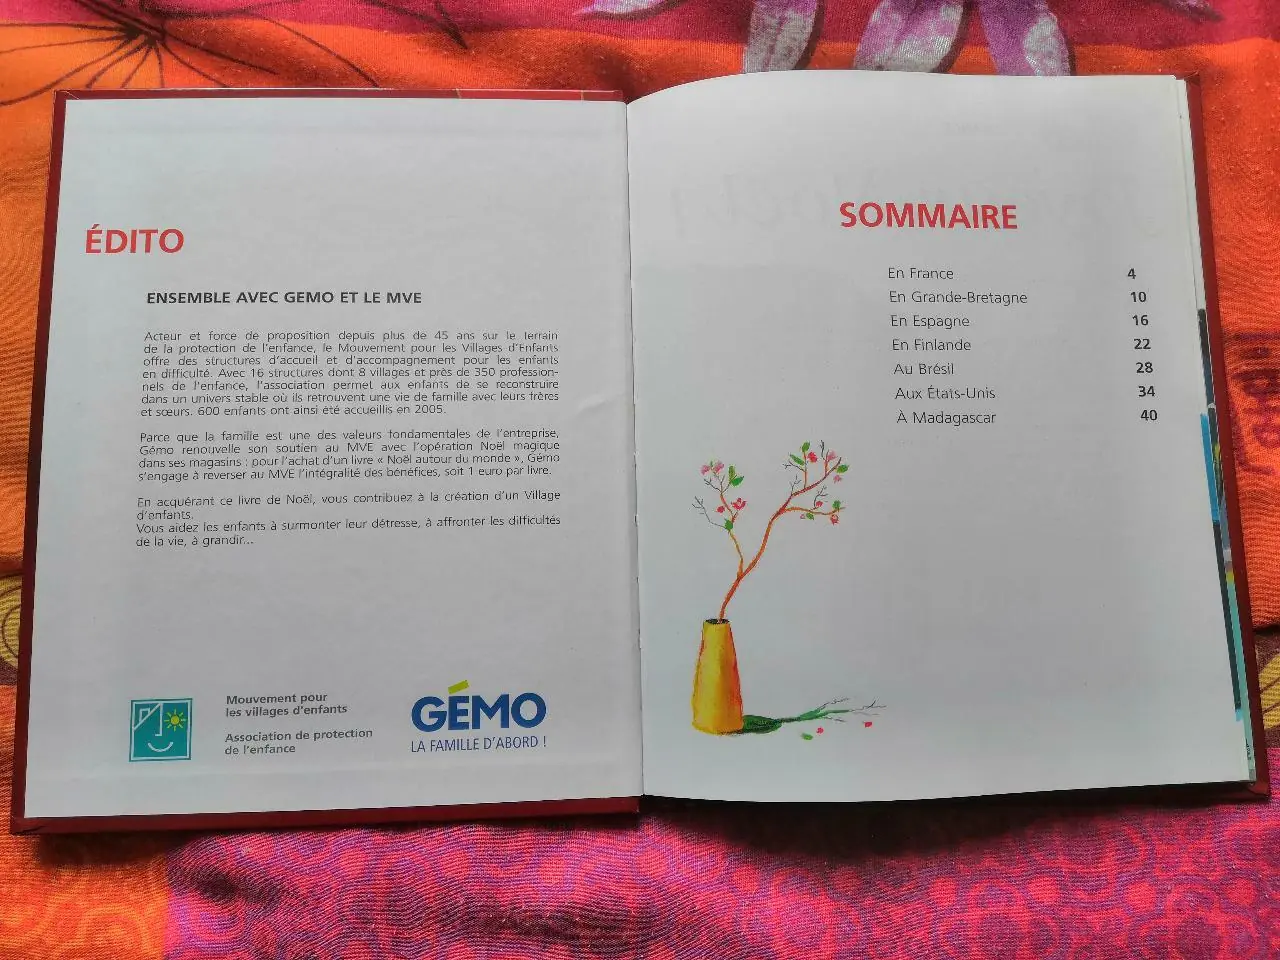 ÉDITO
ENSEMBLE AVEC GEMO ET LE MVE
Acteur et force de proposition depuis plus de 45 ans sur le terrain
de la protection de l'enfance, le Mouvement pour les Villages d'Enfants
offre des structures d'accueil et d'accompagnement pour les enfants
en difficulté. Avec 16 structures dont 8 villages et près de 350 profession-
nels de l'enfance, l'association permet aux enfants de se reconstruire
dans un univers stable où ils retrouvent une vie de famille avec leurs frères
et sœurs. 600 enfants ont ainsi été accueillis en 2005.
Parce que la famille est une des valeurs fondamentales de l'entreprise,
Gémo renouvelle son soutien au MVE avec l'opération Noël magique
dans ses magasins : pour l'achat d'un livre « Noël autour du monde », Gémo
s'engage à reverser au MVE l'intégralité des bénéfices, soit 1 euro par livre.
En acquérant ce livre de Noël, vous contribuez à la création d'un Village
d'enfants.
Vous aidez les enfants à surmonter leur détresse, à affronter les difficultés
de la vie, à grandir...
Mouvement pour
les villages d'enfants
Association de protection
de l'enfance
GÉMO
LA FAMILLE D'ABORD !
SOMMAIRE
En France 4
En Grande-Bretagne 10
En Espagne 16
En Finlande 22
Au Brésil 28
Aux États-Unis 34
À Madagascar 40